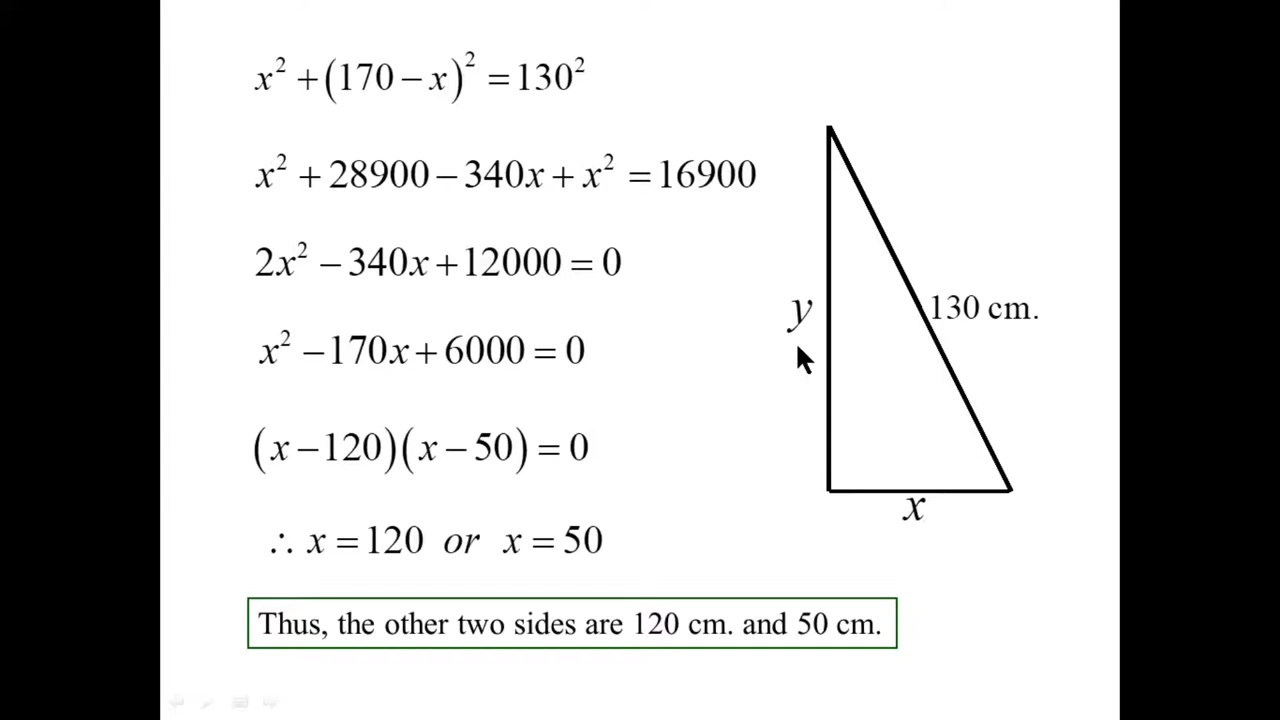 x² + (170 − x)² = 130²
x² + 28900 − 340x + x² = 16900
2x² − 340x + 12000 = 0
x² − 170x + 6000 = 0
(x − 120)(x − 50) = 0
∴ x = 120 or x = 50
y
130 cm.
x
Thus, the other two sides are 120 cm. and 50 cm.